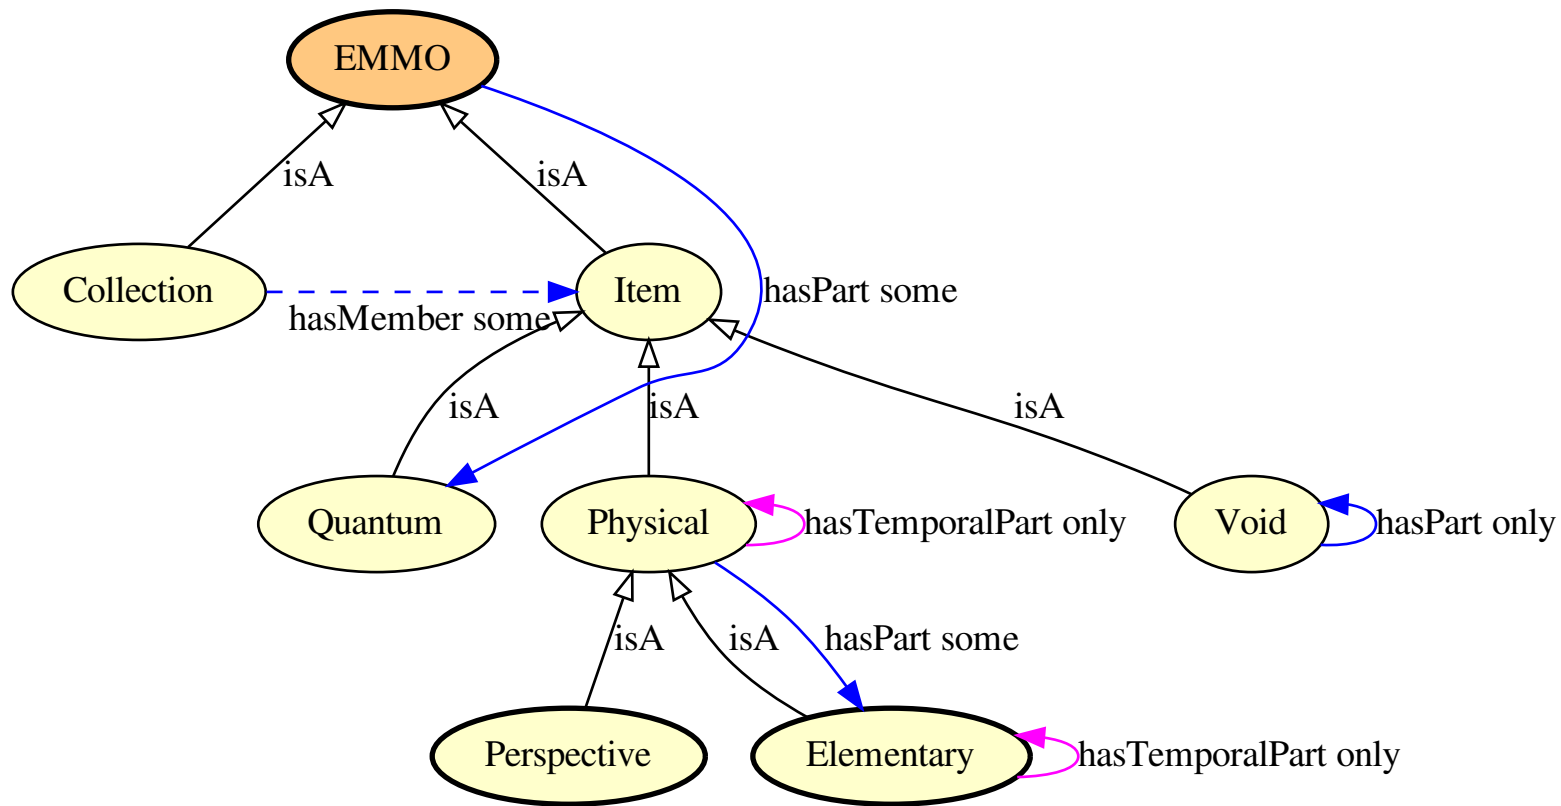 EMMO
isA
isA
Collection
Item
hasPart some
hasMember some
isA
isA
isA
Quantum
Physical
hasTemporalPart only
Void
hasPart only
isA
isA
hasPart some
Perspective
Elementary
hasTemporalPart only